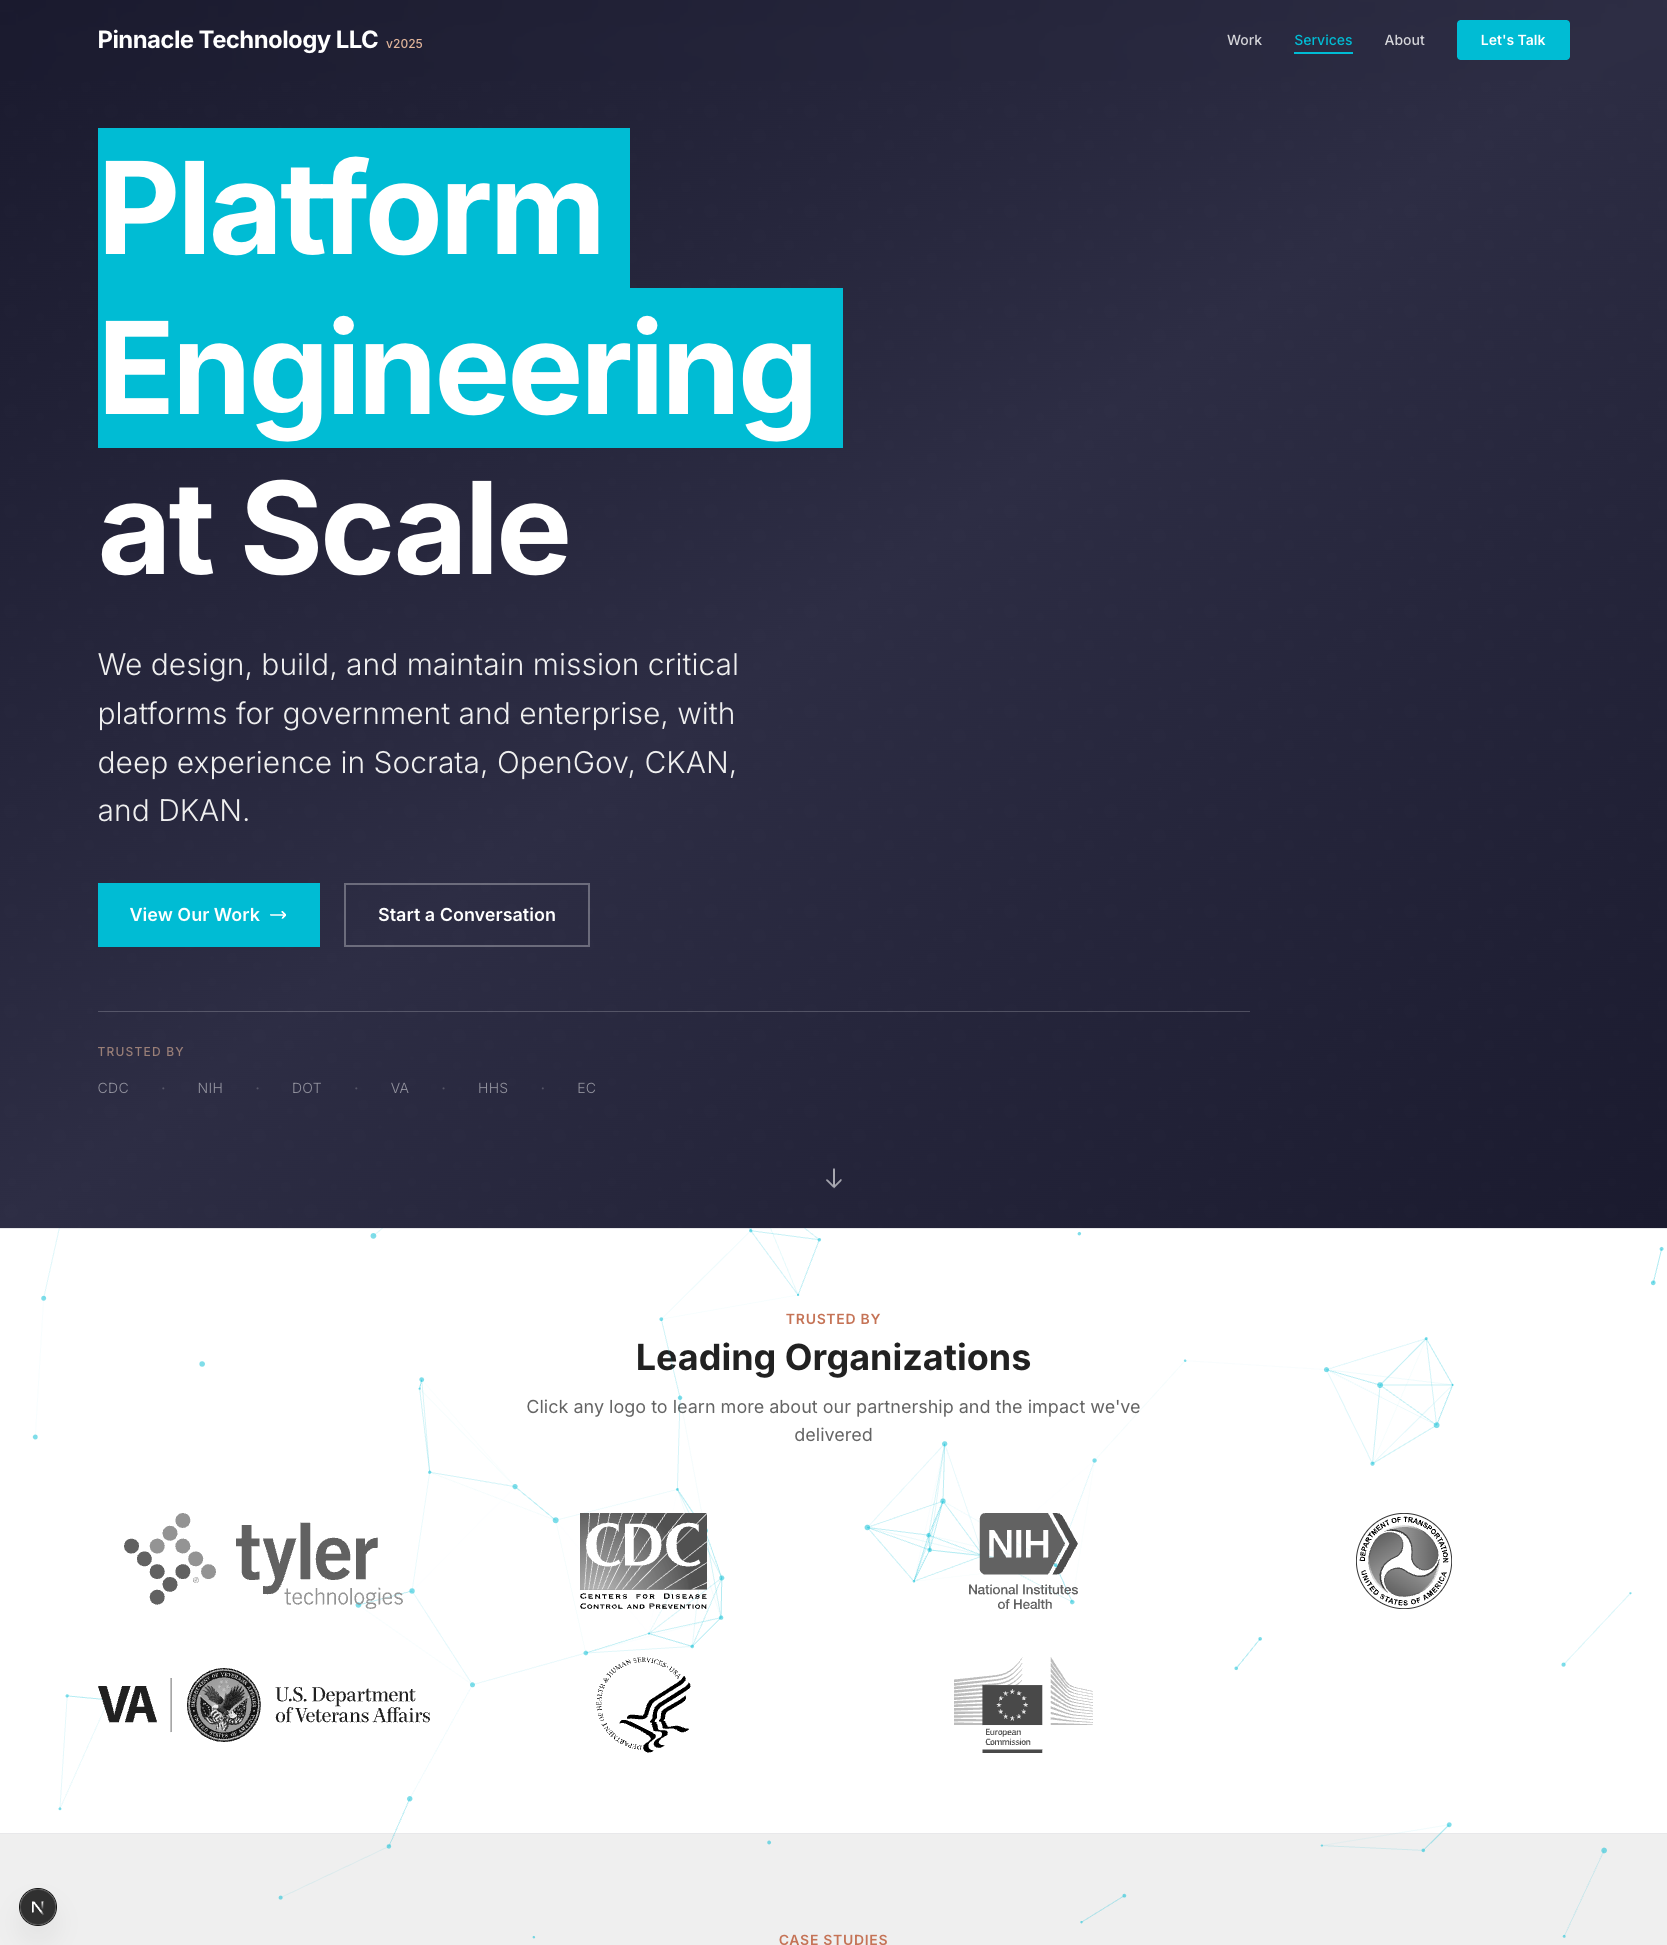 Pinnacle Technology LLC v2025
Work Services About Let's Talk
Platform
Engineering
at Scale
We design, build, and maintain mission critical
platforms for government and enterprise, with
deep experience in Socrata, OpenGov, CKAN,
and DKAN.
View Our Work → Start a Conversation
TRUSTED BY
CDC · NIH · DOT · VA · HHS · EC
TRUSTED BY
Leading Organizations
Click any logo to learn more about our partnership and the impact we've
delivered
tyler
technologies
CDC
CENTERS FOR DISEASE
CONTROL AND PREVENTION
NIH
National Institutes
of Health
DEPARTMENT OF TRANSPORTATION
UNITED STATES OF AMERICA
VA
U.S. Department
of Veterans Affairs
DEPARTMENT OF HEALTH & HUMAN SERVICES · USA
European
Commission
N
CASE STUDIES